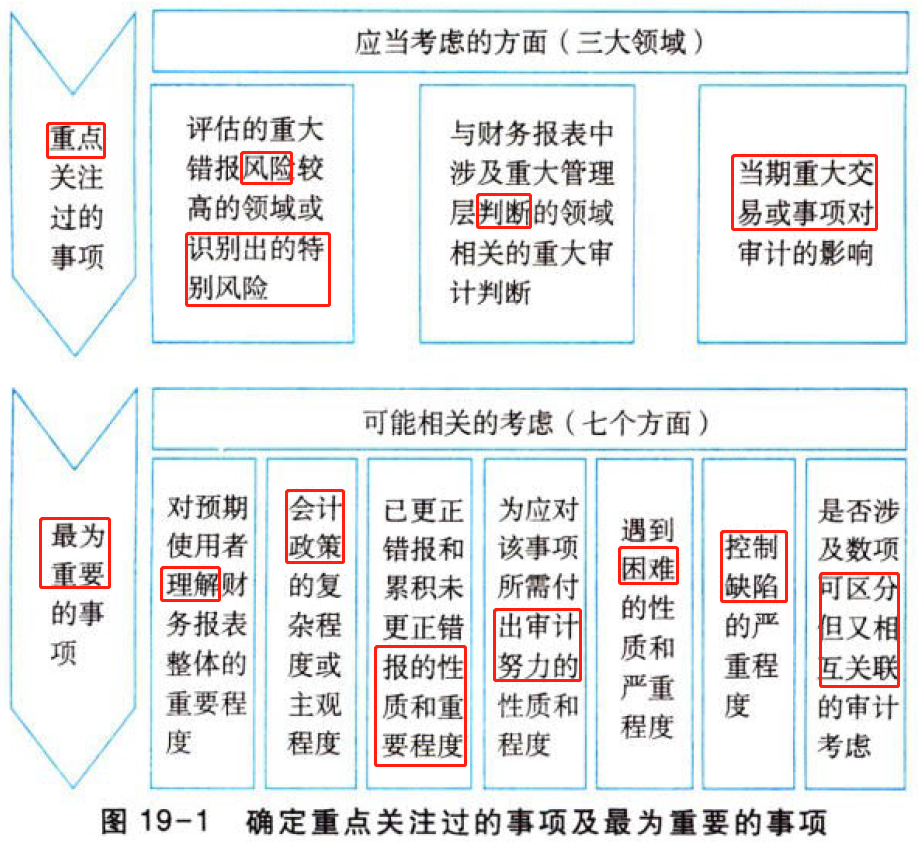 应当考虑的方面（三大领域）
重点
关注
过的
事项
评估的重大
错报风险较
高的领域或
识别出的特
别风险
与财务报表中
涉及重大管理
层判断的领域
相关的重大审
计判断
当期重大交
易或事项对
审计的影响
可能相关的考虑（七个方面）
最为
重要
的事
项
对预期
使用者
理解财
务报表
整体的
重要程
度
会计
政策
的复
杂程
度或
主观
程度
已更正
错报和
累积未
更正错
报的性
质和重
要程度
为应对
该事项
所需付
出审计
努力的
性质和
程度
遇到
困难
的性
质和
严重
程度
控制
缺陷
的严
重程
度
是否涉
及数项
可区分
但又相
互关联
的审计
考虑
图 19-1 确定重点关注过的事项及最为重要的事项